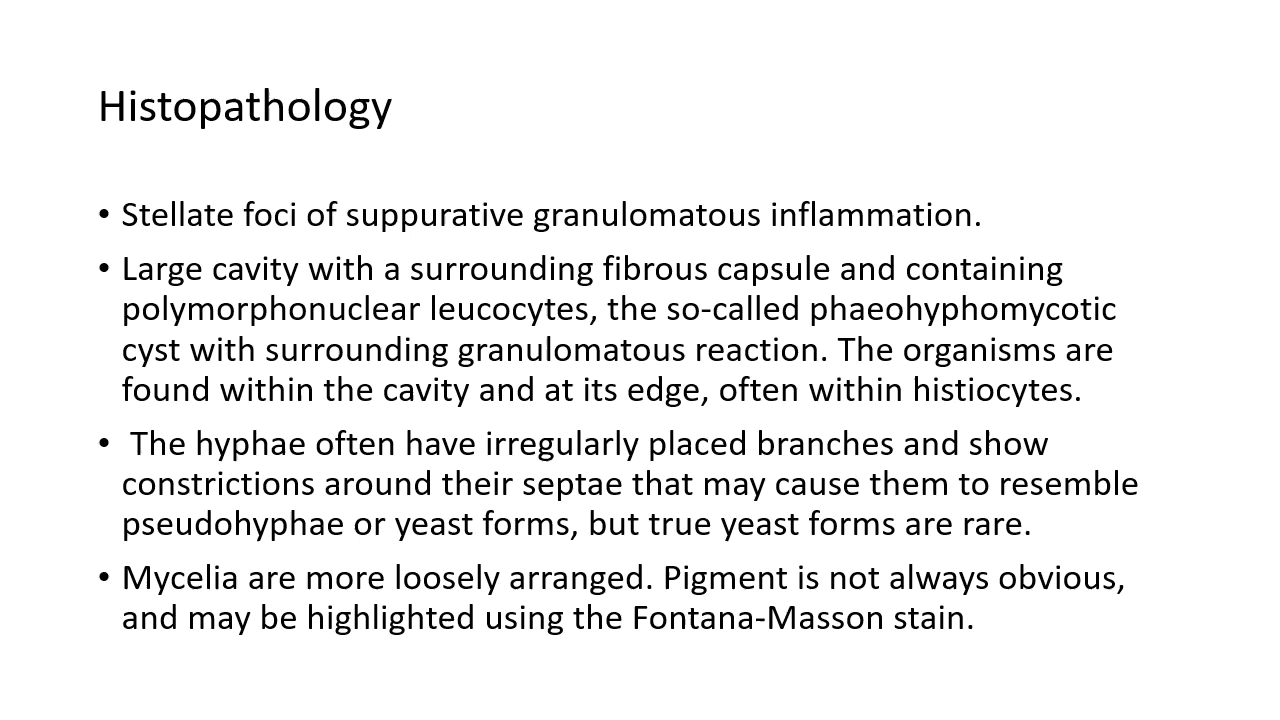 Histopathology
• Stellate foci of suppurative granulomatous inflammation.
• Large cavity with a surrounding fibrous capsule and containing
polymorphonuclear leucocytes, the so-called phaeohyphomycotic
cyst with surrounding granulomatous reaction. The organisms are
found within the cavity and at its edge, often within histiocytes.
• The hyphae often have irregularly placed branches and show
constrictions around their septae that may cause them to resemble
pseudohyphae or yeast forms, but true yeast forms are rare.
• Mycelia are more loosely arranged. Pigment is not always obvious,
and may be highlighted using the Fontana-Masson stain.